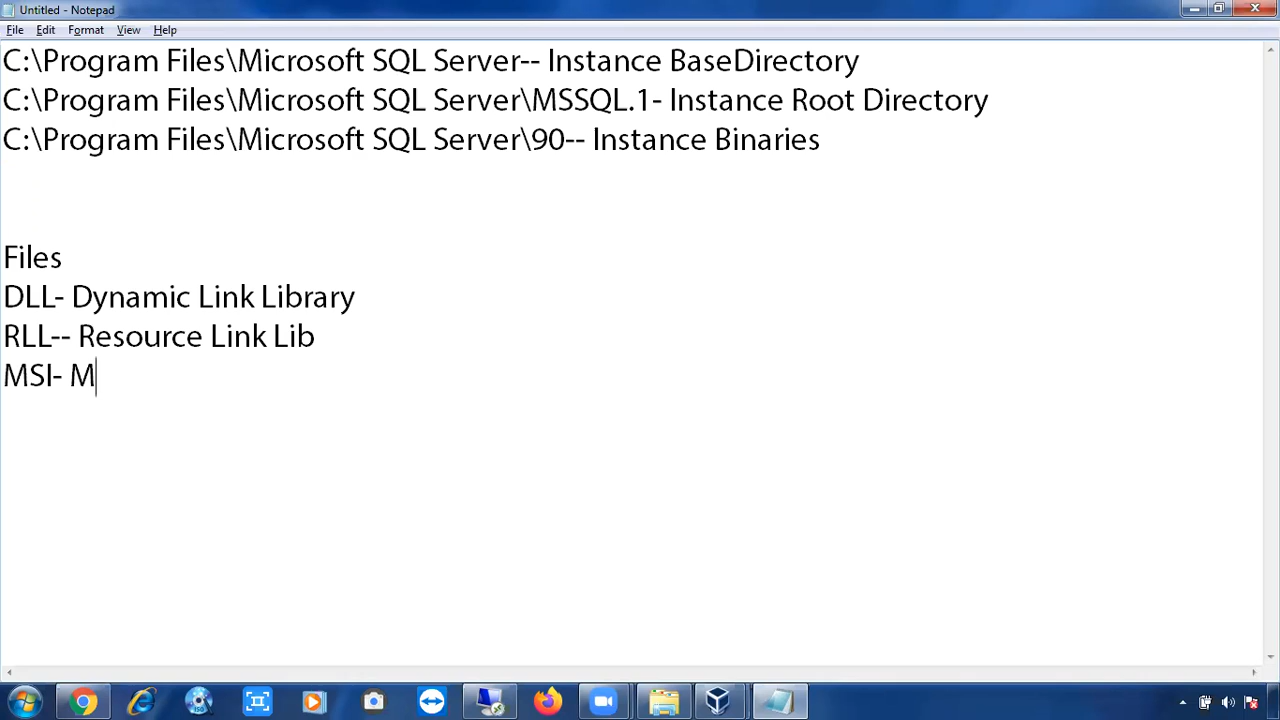 Untitled - Notepad
File Edit Format View Help
C:\Program Files\Microsoft SQL Server-- Instance BaseDirectory
C:\Program Files\Microsoft SQL Server\MSSQL.1- Instance Root Directory
C:\Program Files\Microsoft SQL Server\90-- Instance Binaries
Files
DLL- Dynamic Link Library
RLL-- Resource Link Lib
MSI- M